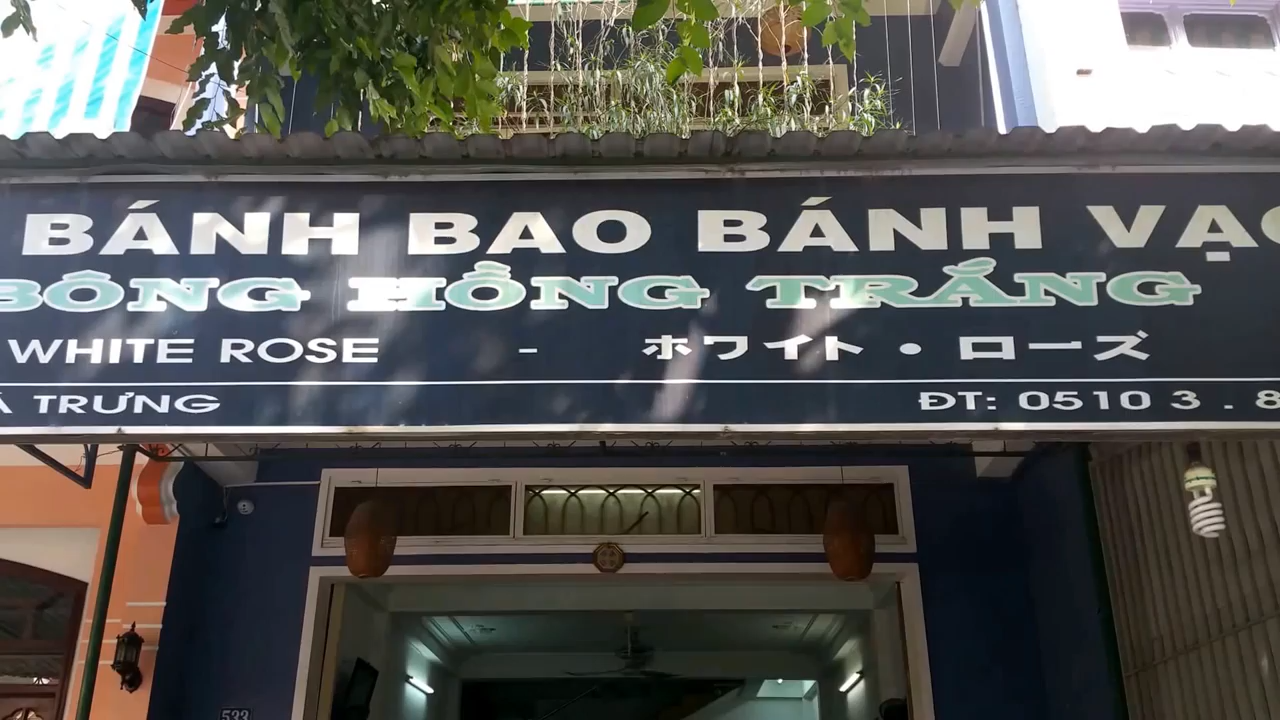 BÁNH BAO BÁNH VẠC
BÔNG HỒNG TRẮNG
WHITE ROSE - ホワイト・ローズ
TRƯNG ĐT: 0510 3 . 8
533